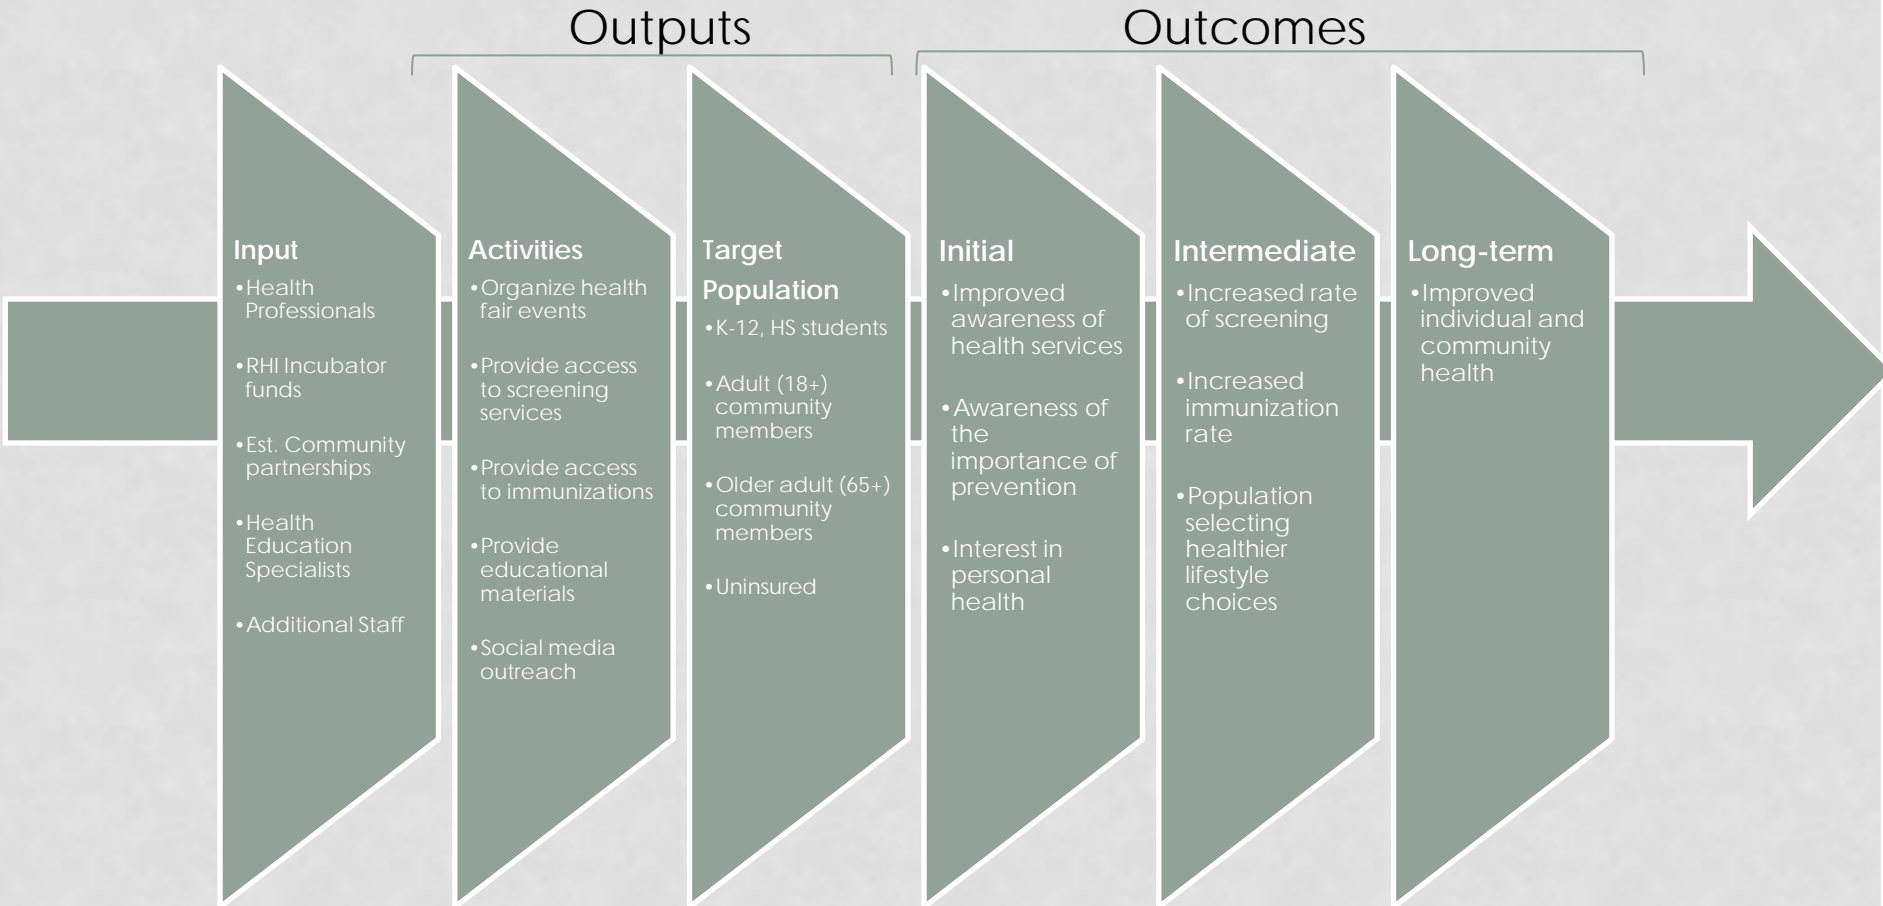 Outputs
Outcomes
Input
•Health
Professionals
•RHI Incubator
funds
•Est. Community
partnerships
•Health
Education
Specialists
•Additional Staff
Activities
•Organize health
fair events
•Provide access
to screening
services
•Provide access
to immunizations
•Provide
educational
materials
•Social media
outreach
Target
Population
•K-12, HS students
•Adult (18+)
community
members
•Older adult (65+)
community
members
•Uninsured
Initial
•Improved
awareness of
health services
•Awareness of
the
importance of
prevention
•Interest in
personal
health
Intermediate
•Increased rate
of screening
•Increased
immunization
rate
•Population
selecting
healthier
lifestyle
choices
Long-term
•Improved
individual and
community
health